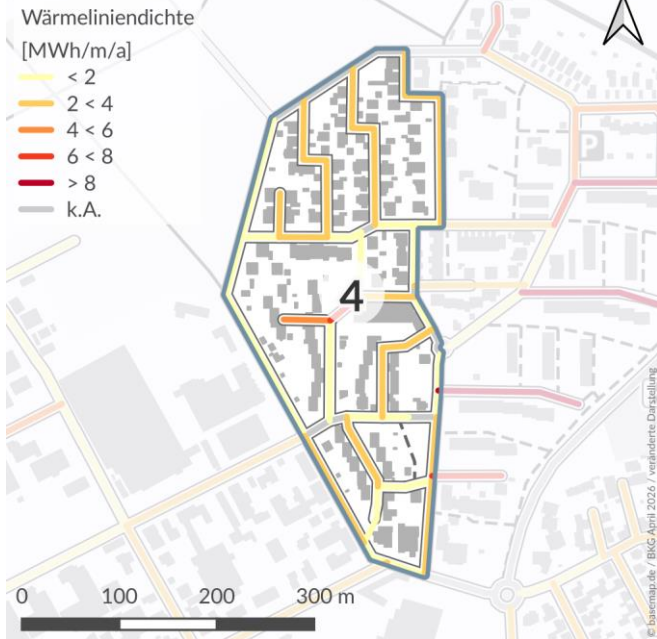 Wärmeliniendichte
[MWh/m/a]
< 2
2 < 4
4 < 6
6 < 8
> 8
k.A.
P
4
0 100 200 300 m
© basemap.de / BKG April 2026 / veränderte Darstellung